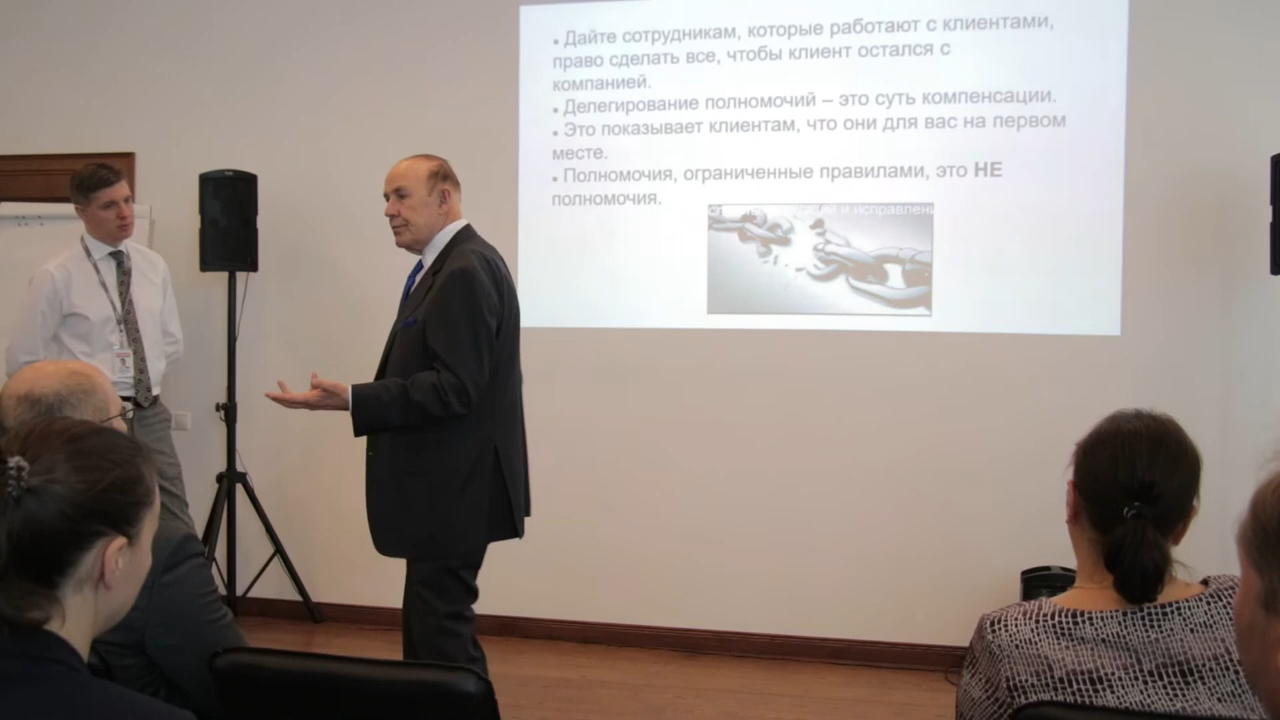 • Дайте сотрудникам, которые работают с клиентами,
право сделать все, чтобы клиент остался с
компанией.
• Делегирование полномочий – это суть компенсации.
• Это показывает клиентам, что они для вас на первом
месте.
• Полномочия, ограниченные правилами, это НЕ
полномочия.
и исправлени